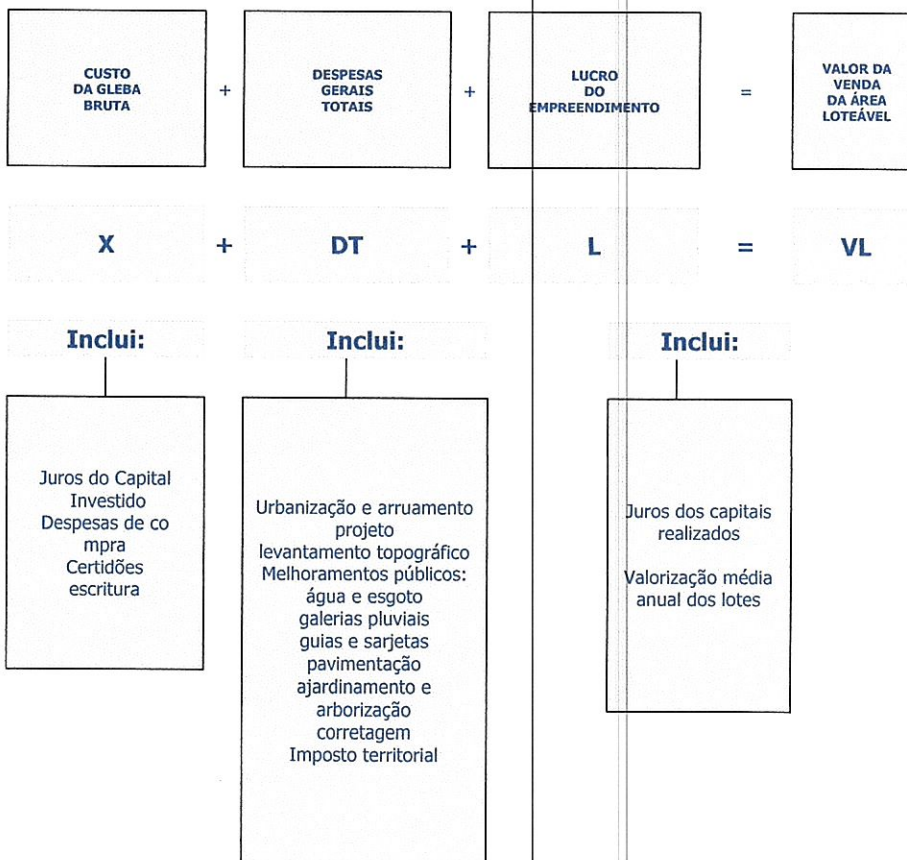 CUSTO
DA GLEBA
BRUTA
+
DESPESAS
GERAIS
TOTAIS
+
LUCRO
DO
EMPREENDIMENTO
=
VALOR DA
VENDA
DA ÁREA
LOTEÁVEL
X + DT + L = VL
Inclui:
Inclui:
Inclui:
Juros do Capital
Investido
Despesas de co
mpra
Certidões
escritura
Urbanização e arruamento
projeto
levantamento topográfico
Melhoramentos públicos:
água e esgoto
galerias pluviais
guias e sarjetas
pavimentação
ajardinamento e
arborização
corretagem
Imposto territorial
Juros dos capitais
realizados
Valorização média
anual dos lotes